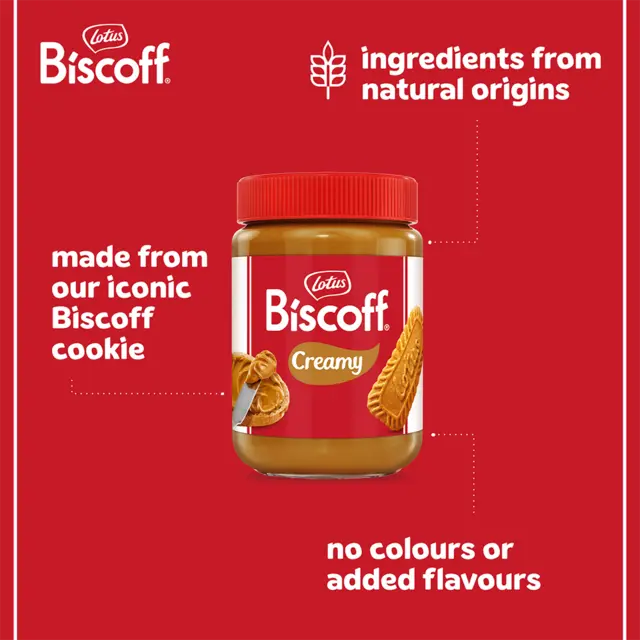 Lotus
Biscoff®
ingredients from
natural origins
made from
our iconic
Biscoff
cookie
Lotus
Biscoff®
Creamy
no colours or
added flavours